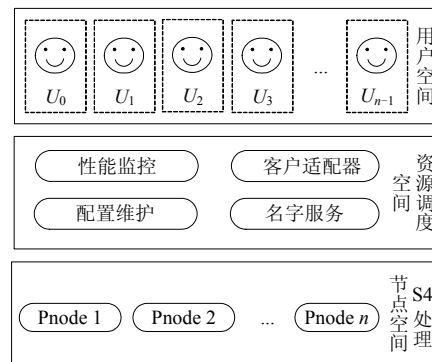 U0 U1 U2 U3 ... Un−1
用户空间
性能监控 客户适配器
配置维护 名字服务
资源调度
空间
Pnode 1 Pnode 2 ... Pnode n
S4处理
节点空间